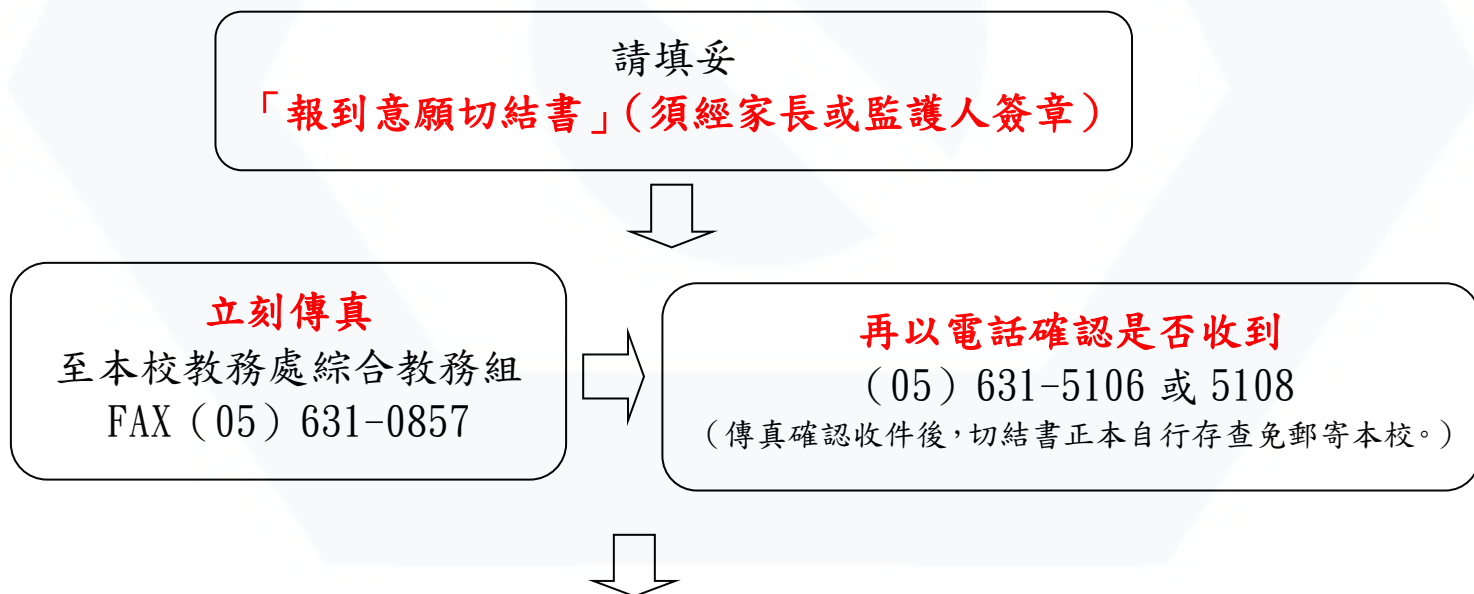 請填妥
「報到意願切結書」(須經家長或監護人簽章)
立刻傳真
至本校教務處綜合教務組
FAX(05)631-0857
再以電話確認是否收到
(05)631-5106 或 5108
(傳真確認收件後,切結書正本自行存查免郵寄本校。)